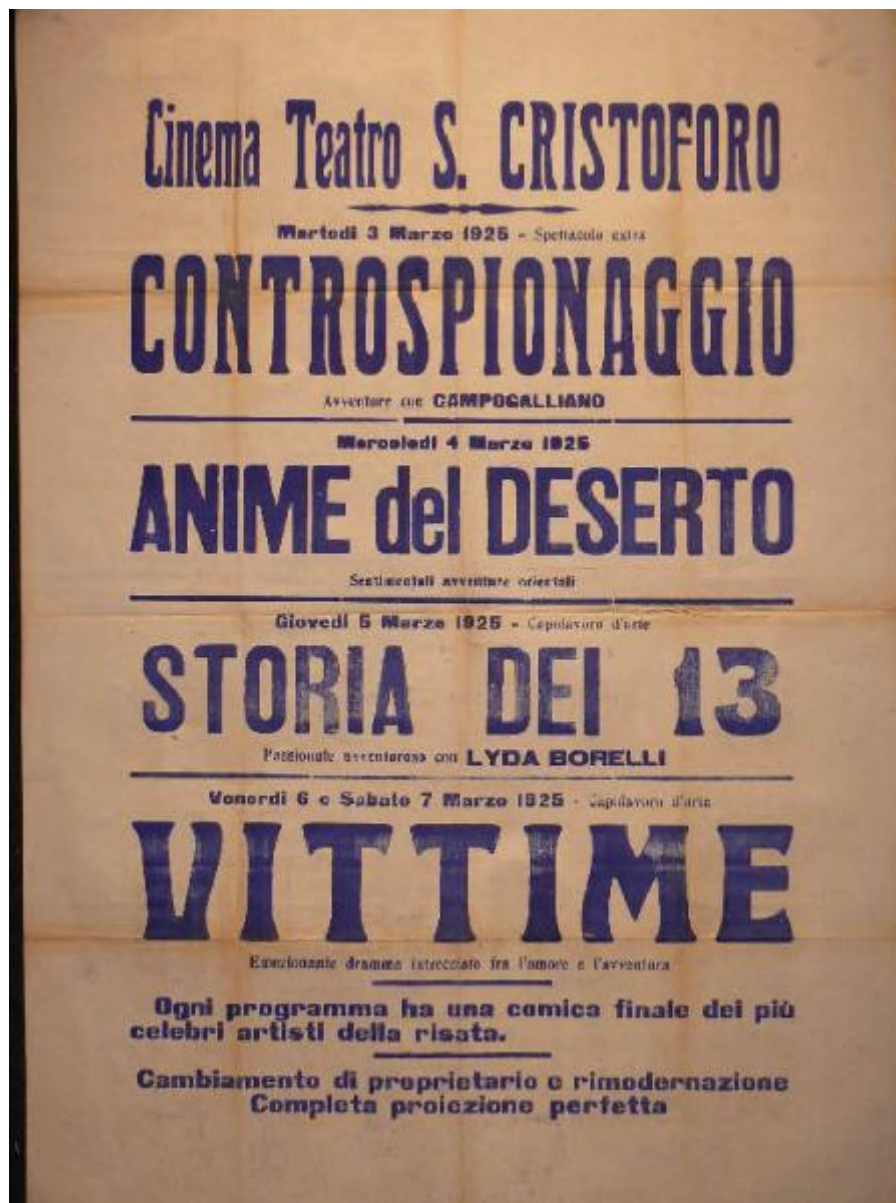 Cinema Teatro S. CRISTOFORO
Martedì 3 Marzo 1925 - Spettacolo extra
CONTROSPIONAGGIO
Avventure con CAMPOGALLIANO
Mercoledì 4 Marzo 1925
ANIME del DESERTO
Sentimentali avventure orientali
Giovedì 5 Marzo 1925 - Capolavoro d'arte
STORIA DEI 13
Passionale avventuroso con LYDA BORELLI
Venerdì 6 e Sabato 7 Marzo 1925 - Capolavoro d'arte
VITTIME
Emozionante dramma intrecciato fra l'amore e l'avventura
Ogni programma ha una comica finale dei più
celebri artisti della risata.
Cambiamento di proprietario e rimodernazione
Completa proiezione perfetta